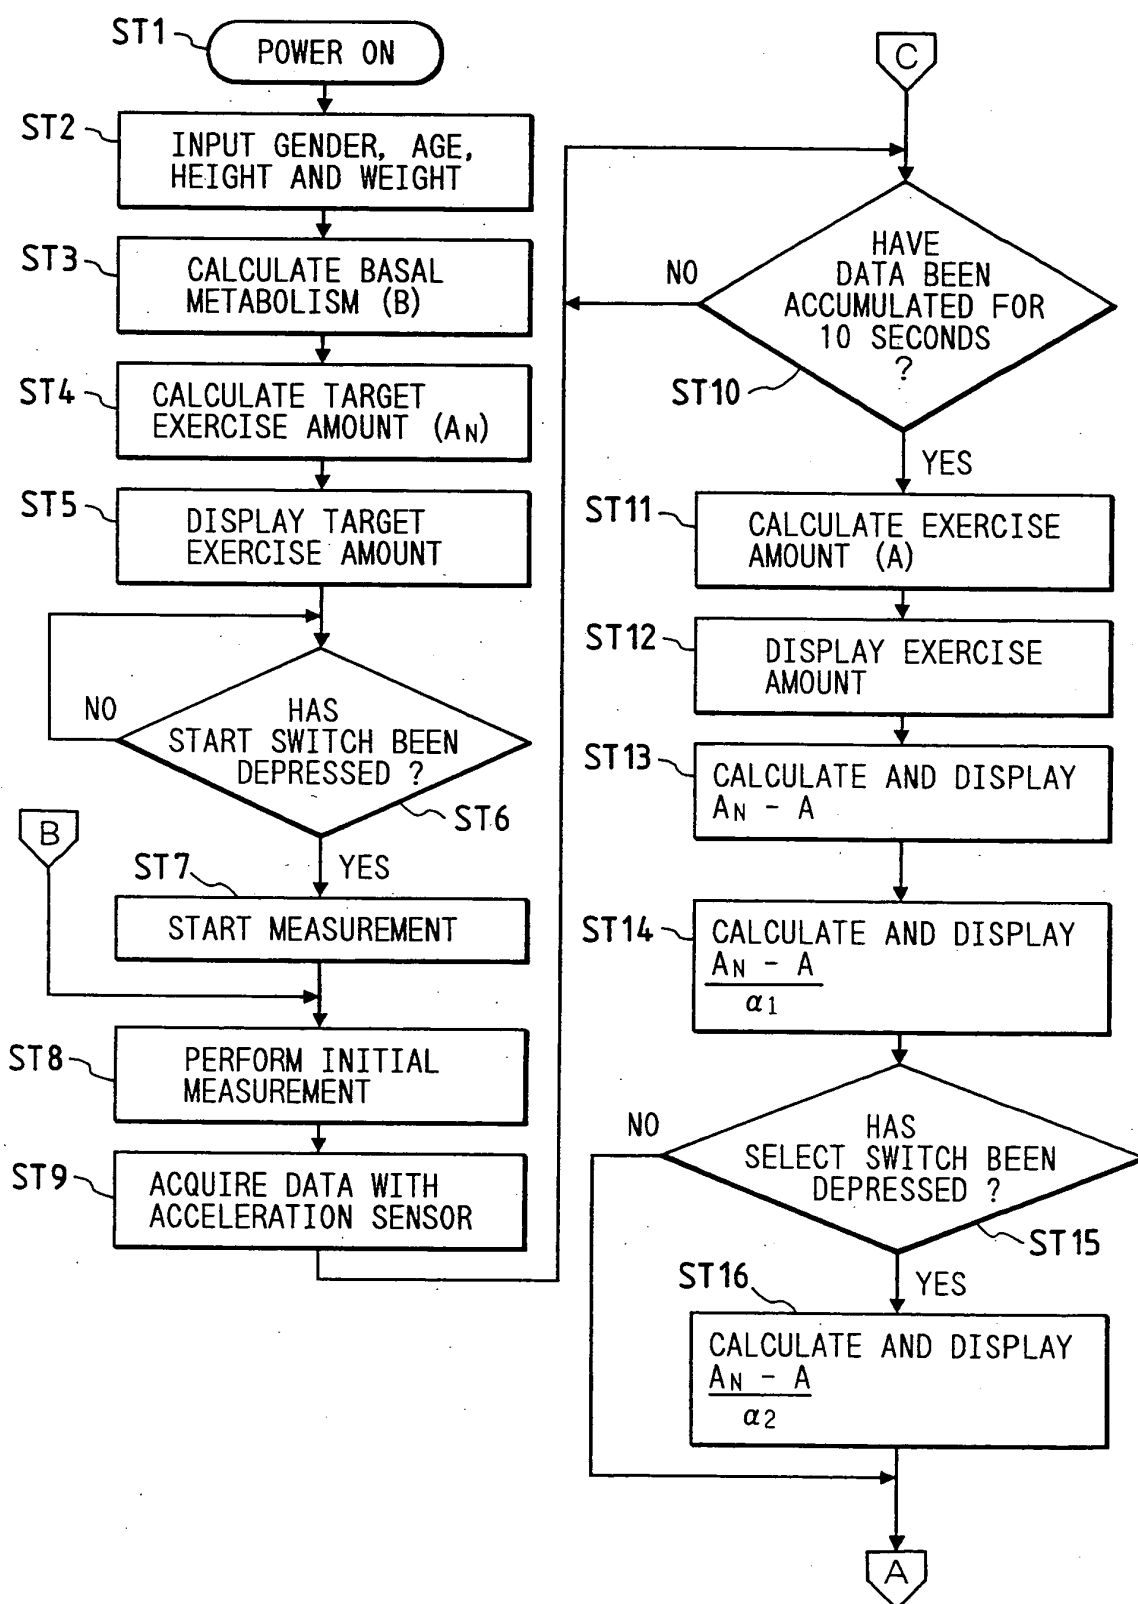 ST1
POWER ON
ST2
INPUT GENDER, AGE,
HEIGHT AND WEIGHT
ST3
CALCULATE BASAL
METABOLISM (B)
ST4
CALCULATE TARGET
EXERCISE AMOUNT (AN)
ST5
DISPLAY TARGET
EXERCISE AMOUNT
NO
HAS
START SWITCH BEEN
DEPRESSED ?
ST6
B
YES
ST7
START MEASUREMENT
ST8
PERFORM INITIAL
MEASUREMENT
ST9
ACQUIRE DATA WITH
ACCELERATION SENSOR
C
NO
HAVE
DATA BEEN
ACCUMULATED FOR
10 SECONDS
?
ST10
YES
ST11
CALCULATE EXERCISE
AMOUNT (A)
ST12
DISPLAY EXERCISE
AMOUNT
ST13
CALCULATE AND DISPLAY
AN - A
ST14
CALCULATE AND DISPLAY
AN - A
α1
NO
HAS
SELECT SWITCH BEEN
DEPRESSED ?
ST15
YES
ST16
CALCULATE AND DISPLAY
AN - A
α2
A